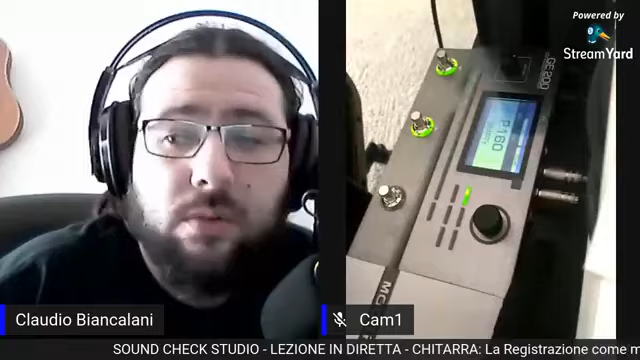 Powered by
StreamYard
GE200
P160
Claudio Biancalani
Cam1
SOUND CHECK STUDIO - LEZIONE IN DIRETTA - CHITARRA: La Registrazione come m